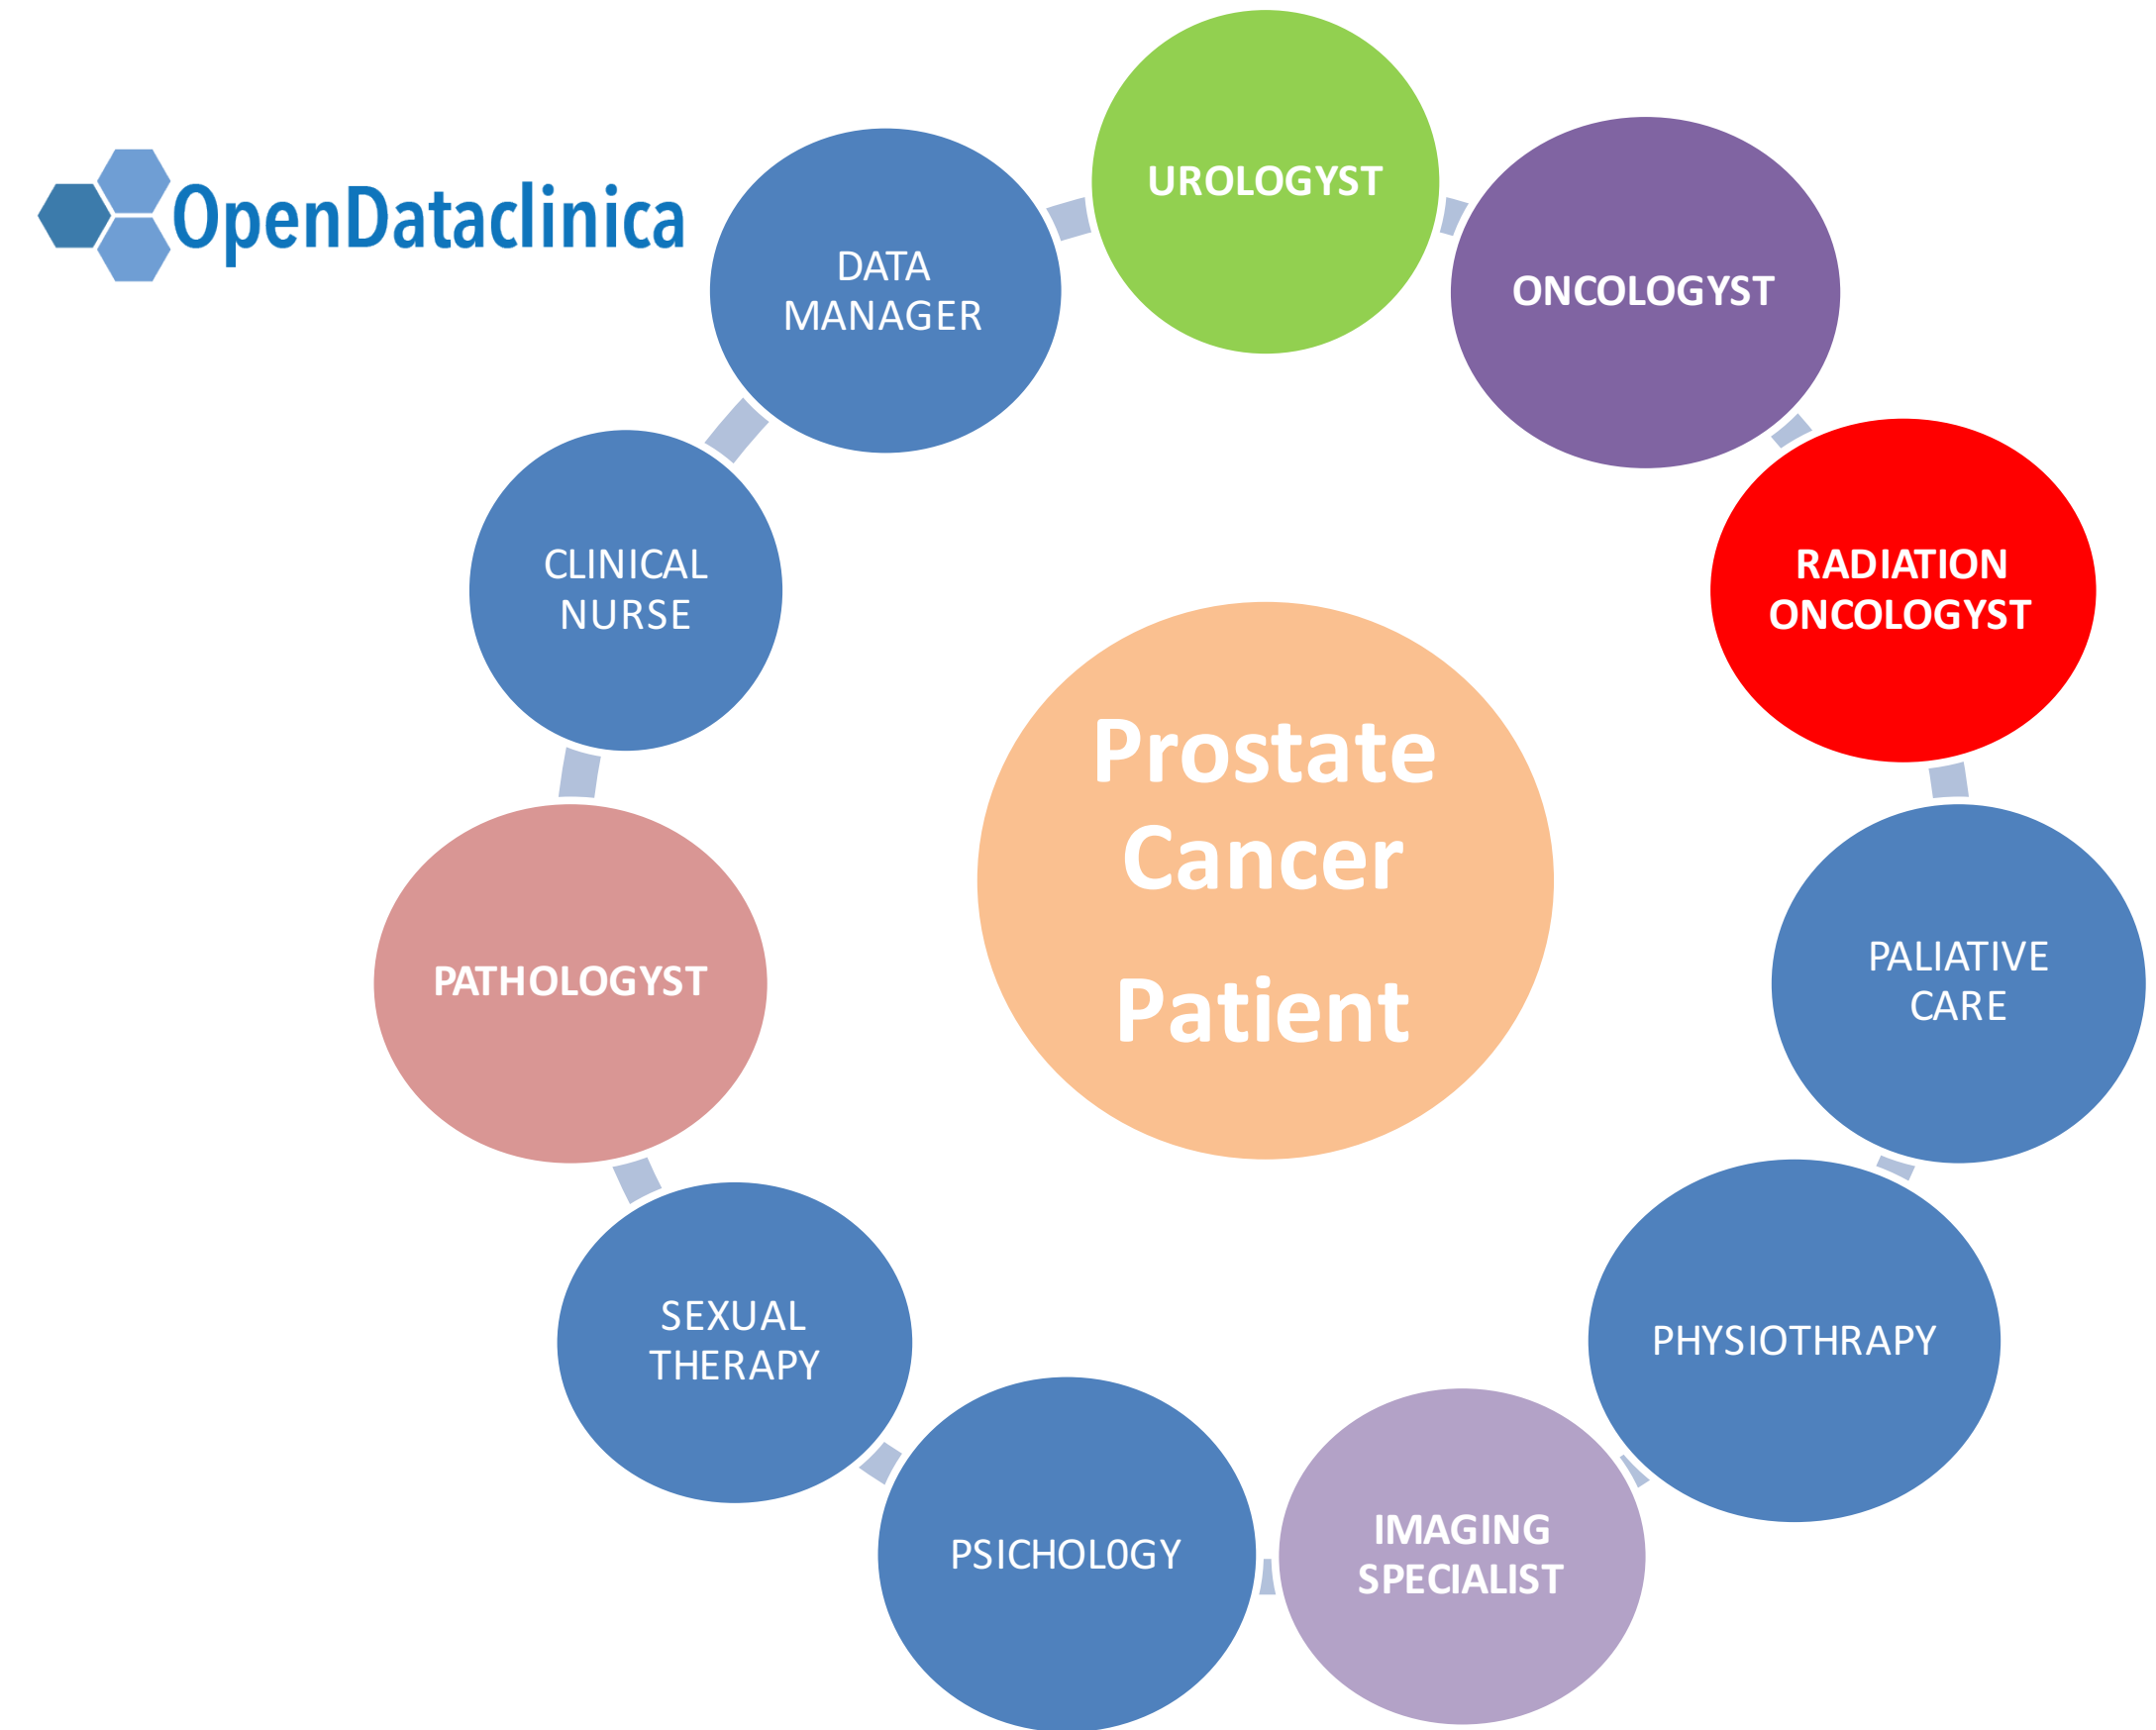 OpenDataclinica
UROLOGYST
ONCOLOGYST
RADIATION
ONCOLOGYST
PALIATIVE
CARE
PHYSIOTHRAPY
IMAGING
SPECIALIST
PSICHOL0GY
SEXUAL
THERAPY
PATHOLOGYST
CLINICAL
NURSE
DATA
MANAGER
Prostate
Cancer
Patient